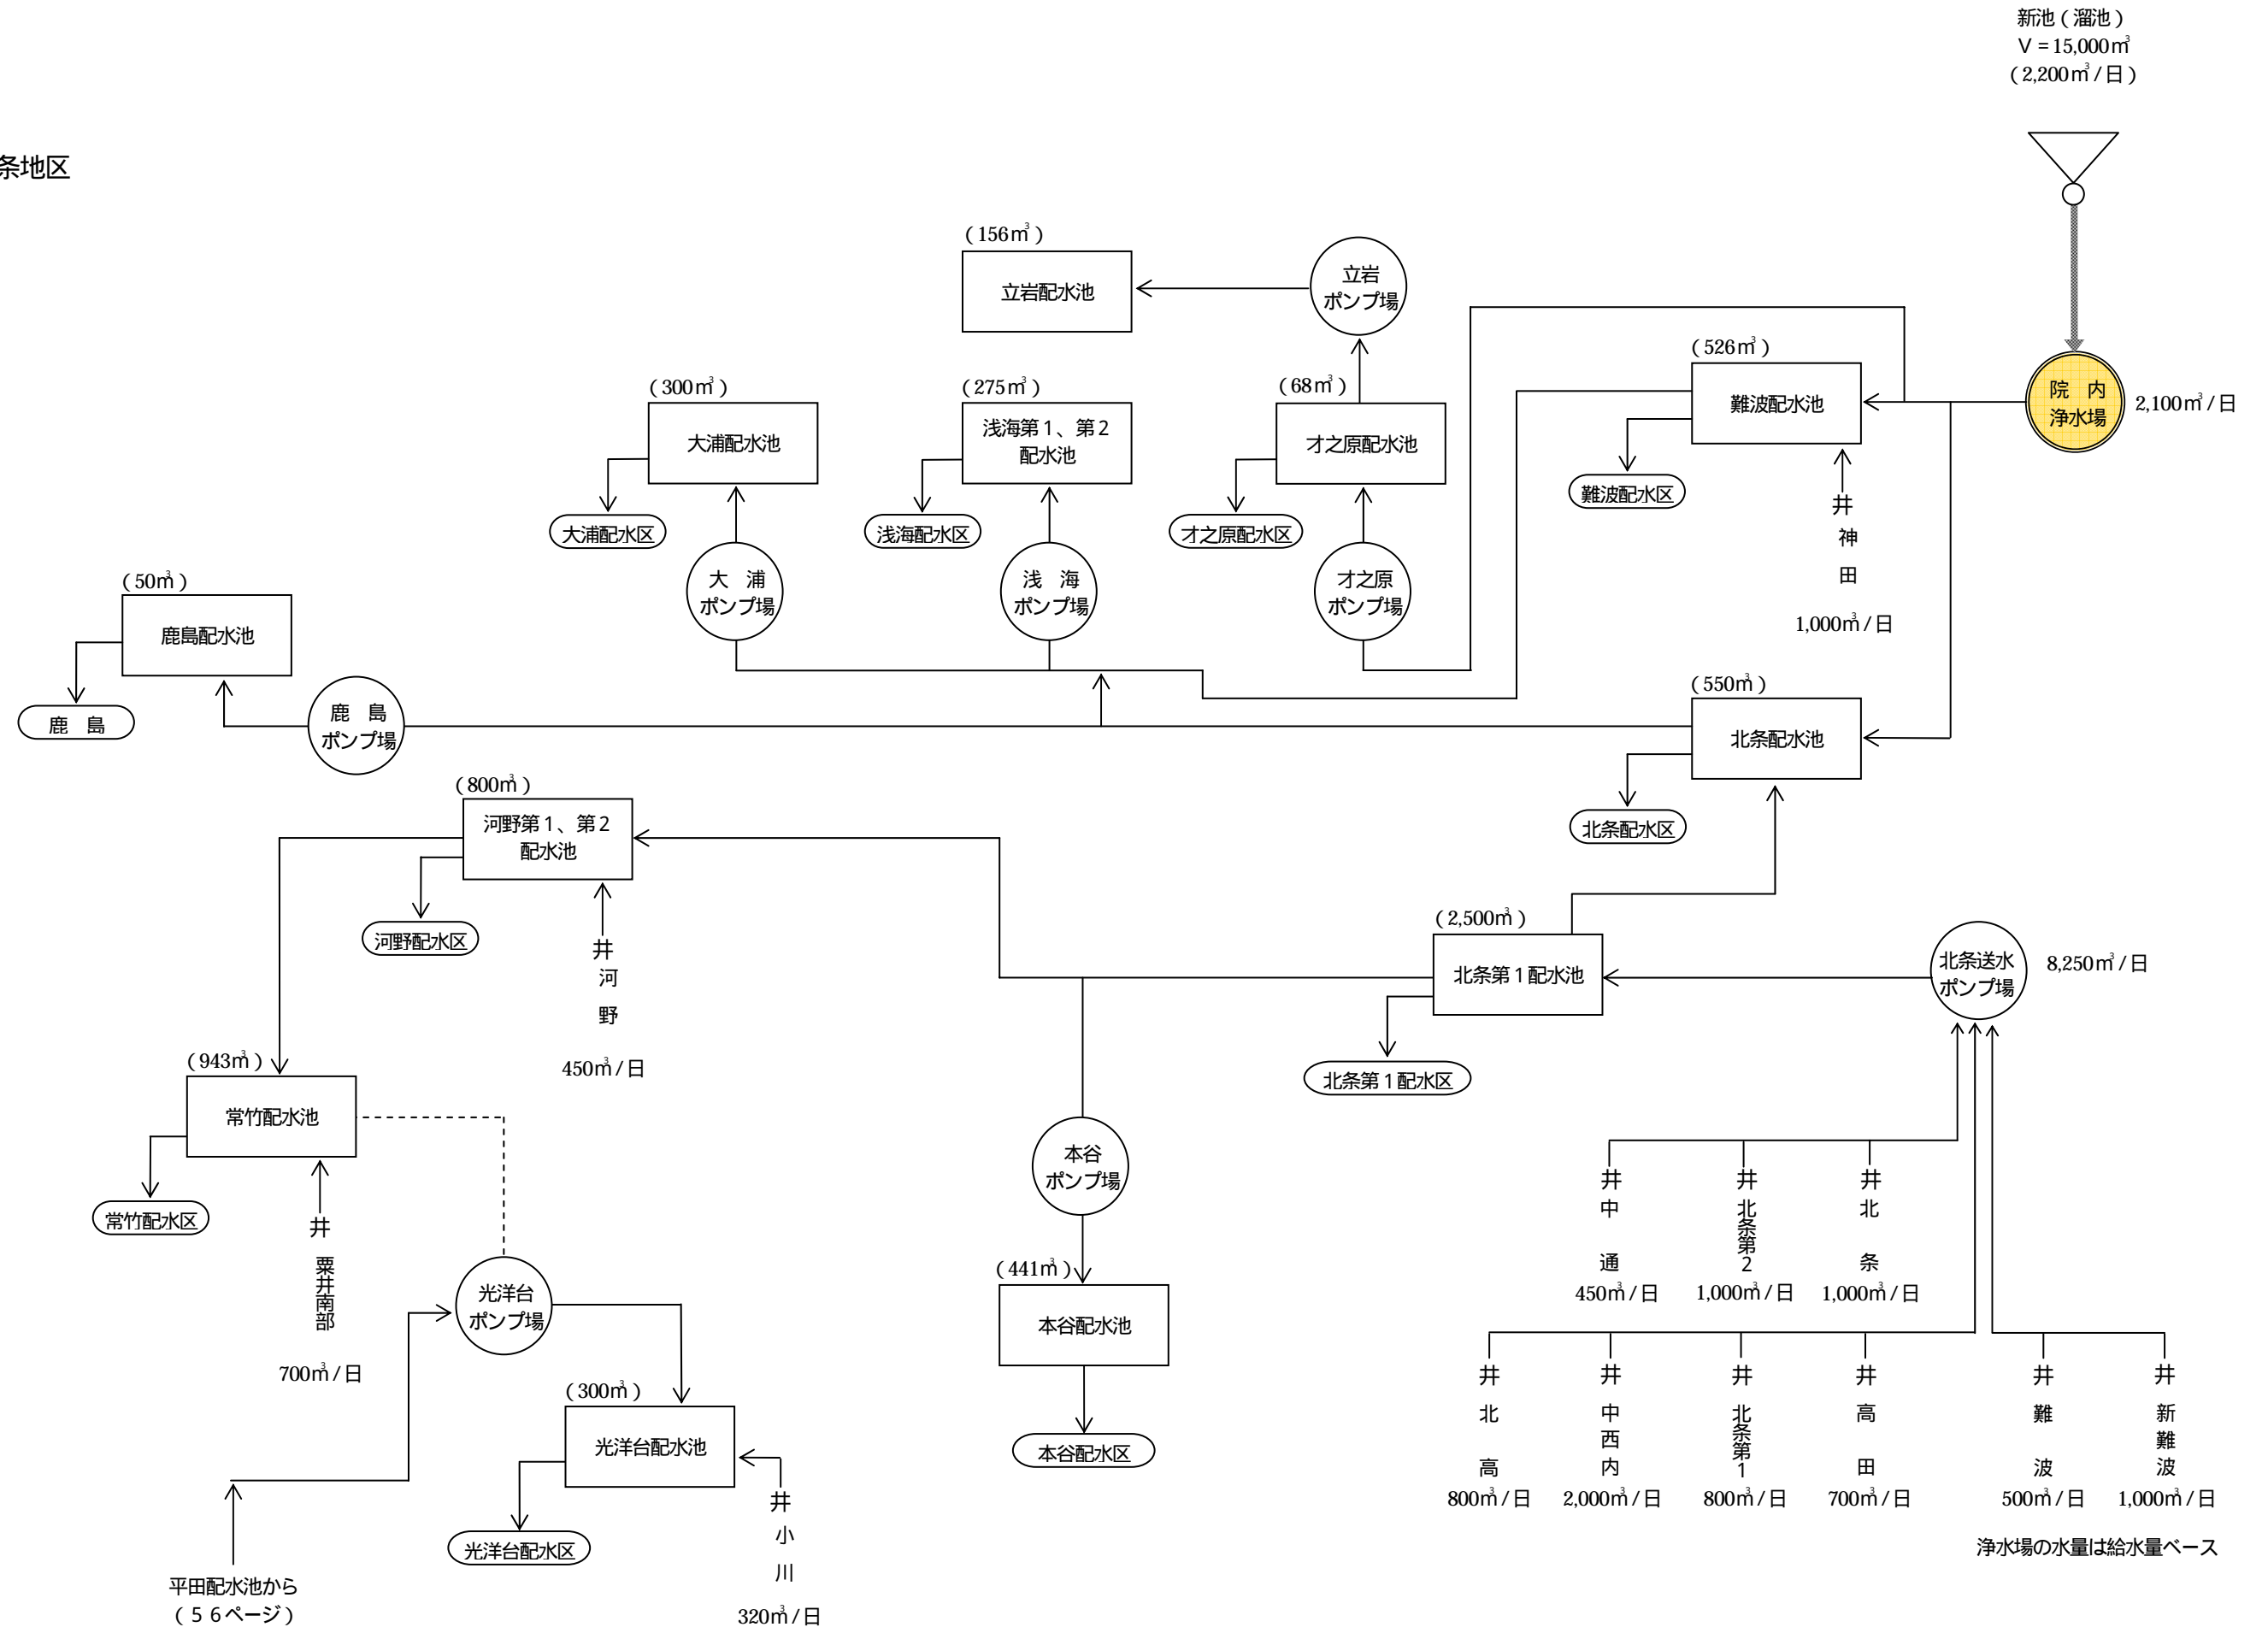 新池（溜池）
V＝15,000㎥
（2,200㎥/日）
条地区
（156㎥）
立岩配水池
立岩
ポンプ場
（526㎥）
難波配水池
院　内
浄水場
2,100㎥/日
（300㎥）
大浦配水池
（275㎥）
浅海第１、第２
配水池
（68㎥）
才之原配水池
大浦配水区
浅海配水区
才之原配水区
難波配水区
井
神田
1,000㎥/日
大　浦
ポンプ場
浅　海
ポンプ場
才之原
ポンプ場
（50㎥）
鹿島配水池
鹿　島
鹿　島
ポンプ場
（550㎥）
北条配水池
北条配水区
（800㎥）
河野第１、第２
配水池
河野配水区
井
河野
450㎥/日
（2,500㎥）
北条第１配水池
北条第１配水区
北条送水
ポンプ場
8,250㎥/日
（943㎥）
常竹配水池
常竹配水区
井
粟井南部
700㎥/日
本谷
ポンプ場
（441㎥）
本谷配水池
本谷配水区
光洋台
ポンプ場
（300㎥）
光洋台配水池
光洋台配水区
井
小川
320㎥/日
平田配水池から
（５６ページ）
井
中　通
450㎥/日
井
北条第2
1,000㎥/日
井
北　条
1,000㎥/日
井
北　高
800㎥/日
井
中西内
2,000㎥/日
井
北条第1
800㎥/日
井
高　田
700㎥/日
井
難　波
500㎥/日
井
新難波
1,000㎥/日
浄水場の水量は給水量ベース